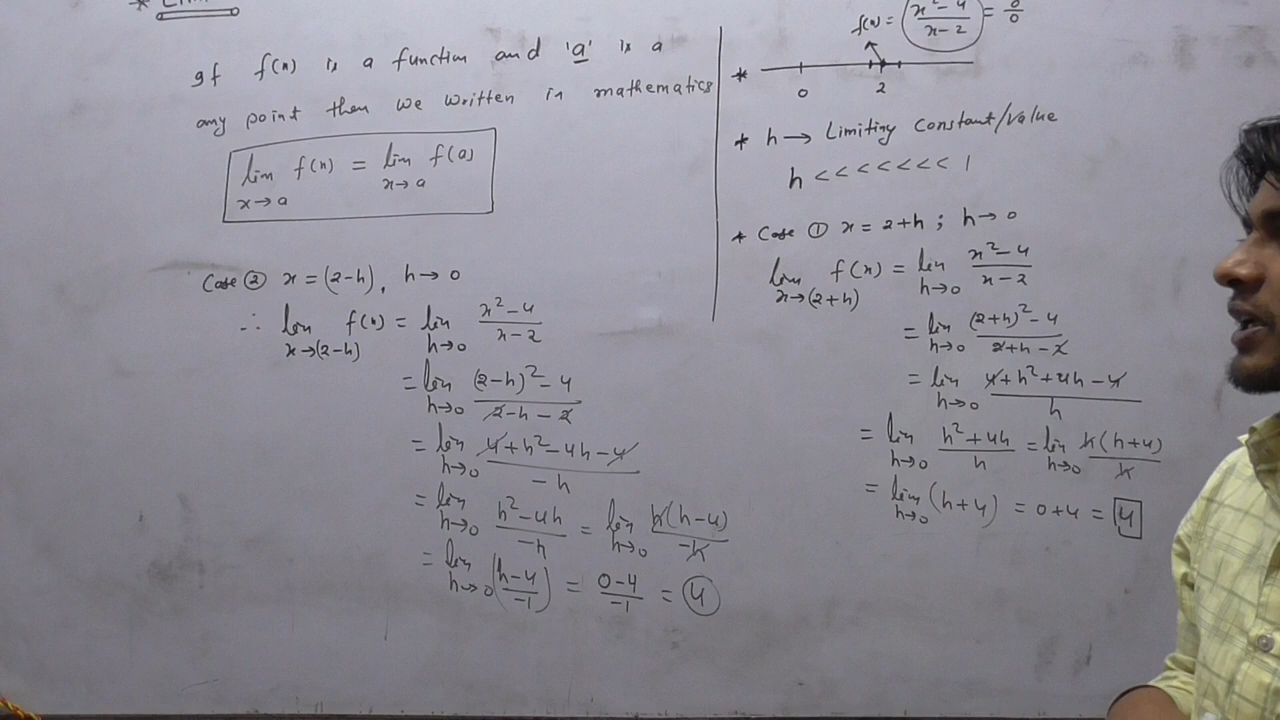 * Lim
If f(x) is a function and 'a' is a
any point then we written in mathematics
lim x→a f(x) = lim x→a f(a)
Case ② x = (2-h), h→0
∴ lim x→(2-h) f(x) = lim h→0 x²-4 / x-2
= lim h→0 (2-h)²-4 / 2-h-2
= lim h→0 4+h²-4h-4 / -h
= lim h→0 h²-4h / -h = lim h→0 h(h-4) / -h
= lim h→0 (h-4 / -1) = 0-4 / -1 = 4
f(x) = x²-4 / x-2 = 0/0
* 0 2
* h → Limiting Constant/Value
h <<<<<<< 1
* Case ① x = 2+h ; h→0
lim x→(2+h) f(x) = lim h→0 x²-4 / x-2
= lim h→0 (2+h)²-4 / 2+h-2
= lim h→0 4+h²+4h-4 / h
= lim h→0 h²+4h / h = lim h→0 h(h+4) / h
= lim h→0 (h+4) = 0+4 = 4